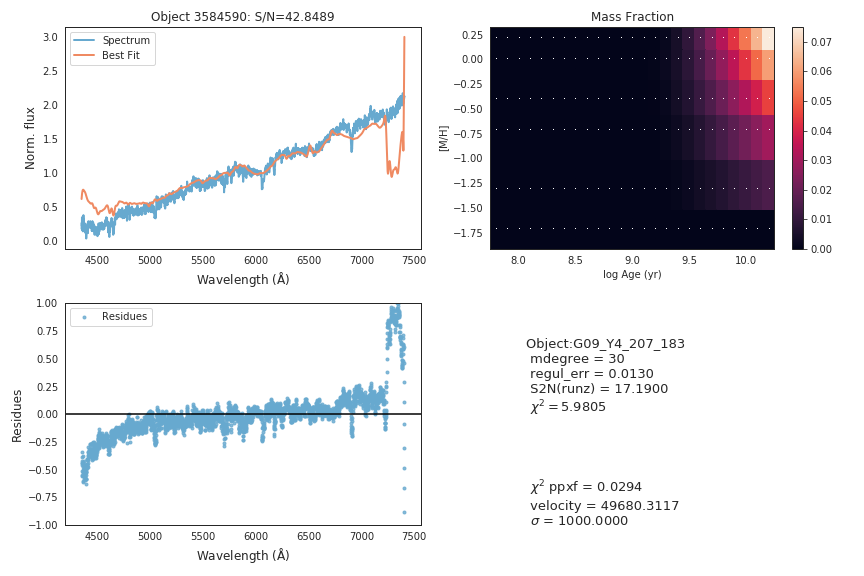 Object 3584590: S/N=42.8489
Spectrum
Best Fit
Norm. flux
3.0
2.5
2.0
1.5
1.0
0.5
0.0
4500 5000 5500 6000 6500 7000 7500
Wavelength (Å)
Mass Fraction
[M/H]
0.25
0.00
−0.25
−0.50
−0.75
−1.00
−1.25
−1.50
−1.75
8.0 8.5 9.0 9.5 10.0
log Age (yr)
0.07
0.06
0.05
0.04
0.03
0.02
0.01
0.00
Residues
Residues
1.00
0.75
0.50
0.25
0.00
−0.25
−0.50
−0.75
−1.00
4500 5000 5500 6000 6500 7000 7500
Wavelength (Å)
Object:G09_Y4_207_183
mdegree = 30
regul_err = 0.0130
S2N(runz) = 17.1900
χ² = 5.9805
χ² ppxf = 0.0294
velocity = 49680.3117
σ = 1000.0000